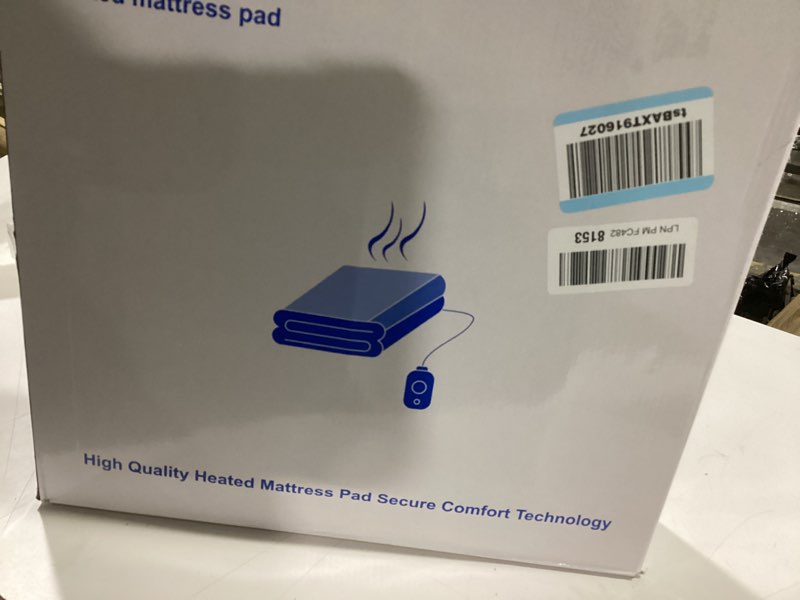 mattress pad
tsBAXT916027
LPN PM FC482 8153
High Quality Heated Mattress Pad Secure Comfort Technology